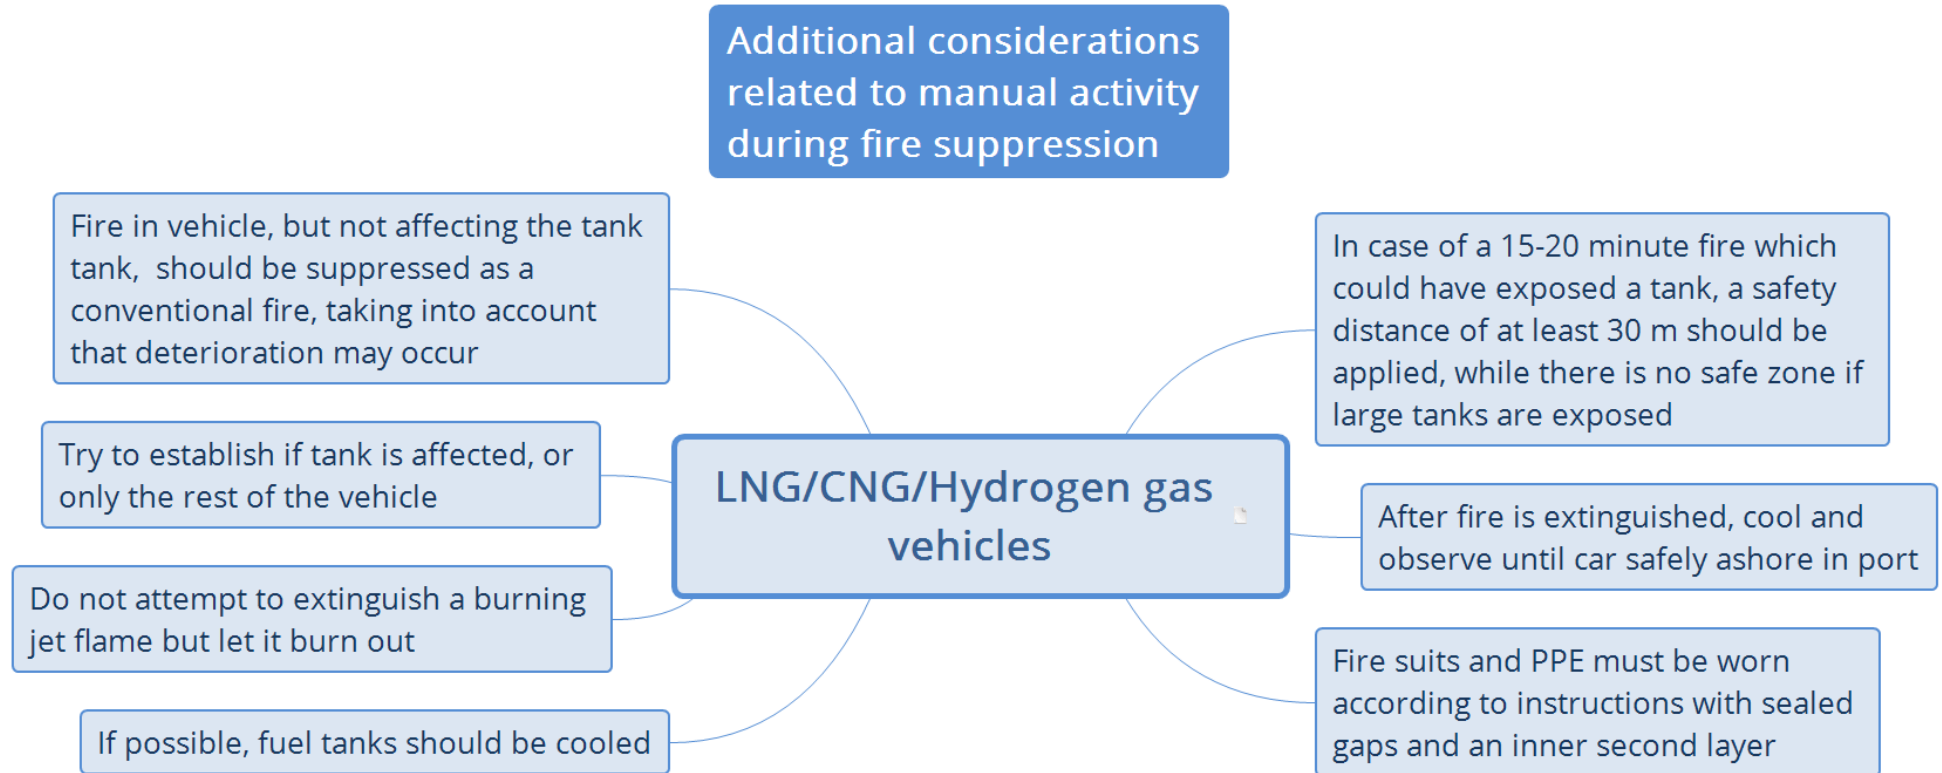 Additional considerations
related to manual activity
during fire suppression
Fire in vehicle, but not affecting the tank
tank,  should be suppressed as a
conventional fire, taking into account
that deterioration may occur
Try to establish if tank is affected, or
only the rest of the vehicle
Do not attempt to extinguish a burning
jet flame but let it burn out
If possible, fuel tanks should be cooled
LNG/CNG/Hydrogen gas
vehicles
In case of a 15-20 minute fire which
could have exposed a tank, a safety
distance of at least 30 m should be
applied, while there is no safe zone if
large tanks are exposed
After fire is extinguished, cool and
observe until car safely ashore in port
Fire suits and PPE must be worn
according to instructions with sealed
gaps and an inner second layer